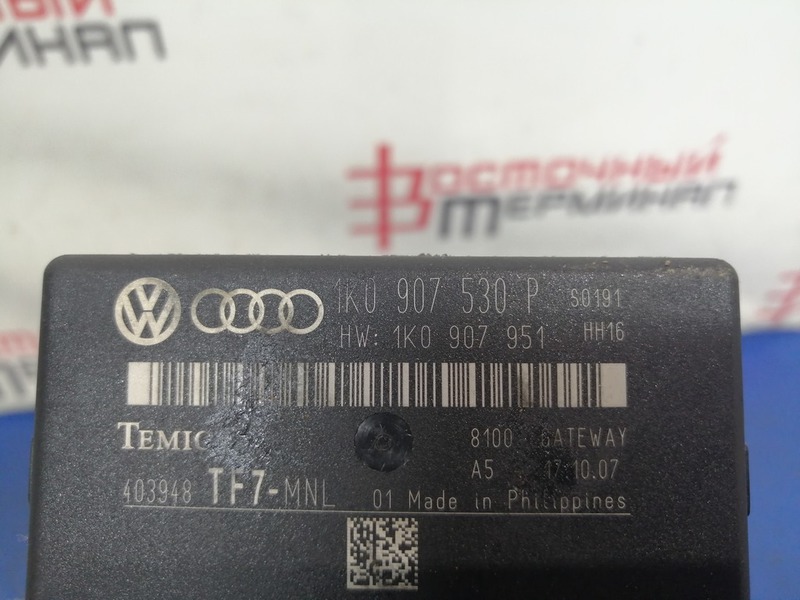 ВОСТОЧНЫЙ
ТЕРМИНАЛ
1K0 907 530 P S0191
HW: 1K0 907 951 HH16
TEMIC
8100 GATEWAY
A5 17.10.07
403948 TF7-MNL 01 Made in Philippines